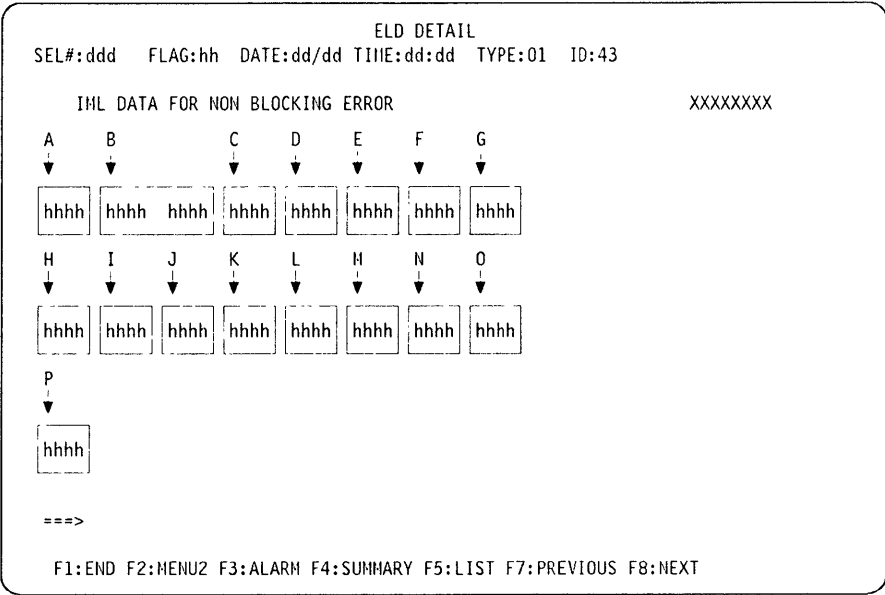 ELD DETAIL
SEL#:ddd FLAG:hh DATE:dd/dd TIME:dd:dd TYPE:01 ID:43
IML DATA FOR NON BLOCKING ERROR XXXXXXXX
A B C D E F G
hhhh hhhh hhhh hhhh hhhh hhhh hhhh hhhh
H I J K L M N O
hhhh hhhh hhhh hhhh hhhh hhhh hhhh hhhh
P
hhhh
===>
F1:END F2:MENU2 F3:ALARM F4:SUMMARY F5:LIST F7:PREVIOUS F8:NEXT